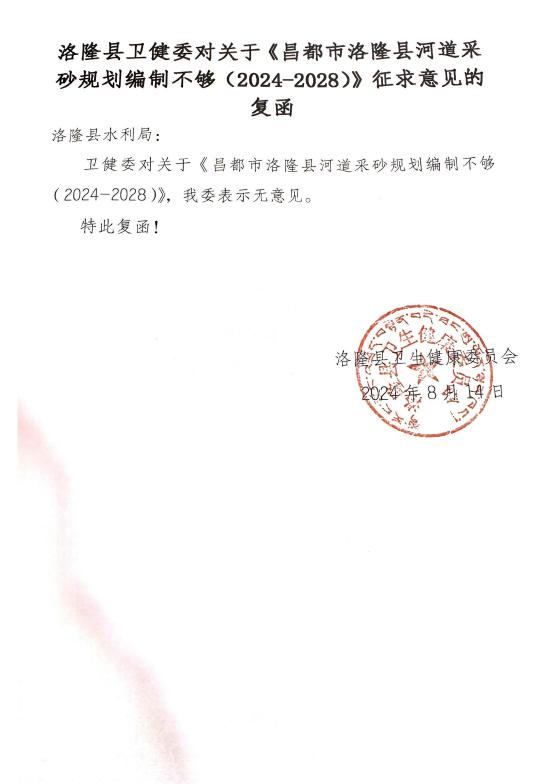 洛隆县卫健委对关于《昌都市洛隆县河道采
砂规划编制不够（2024-2028）》征求意见的
复函
洛隆县水利局：
卫健委对关于《昌都市洛隆县河道采砂规划编制不够
（2024-2028）》，我委表示无意见。
特此复函！
洛隆县卫生健康委员会
2024年8月14日